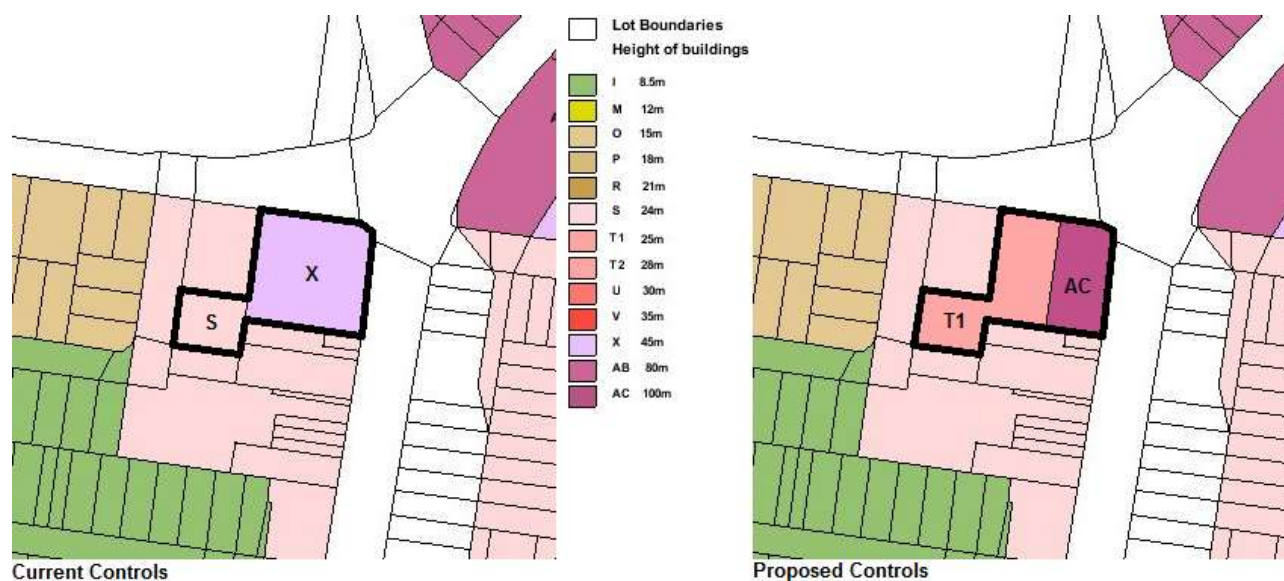 Lot Boundaries
Height of buildings
I 8.5m
M 12m
O 15m
P 18m
R 21m
S 24m
T1 25m
T2 28m
U 30m
V 35m
X 45m
AB 80m
AC 100m
X
S
Current Controls
AC
T1
Proposed Controls